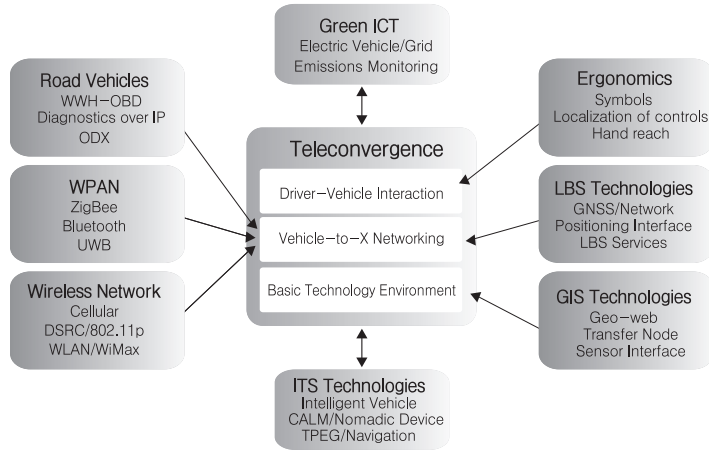 Green ICT
Electric Vehicle/Grid
Emissions Monitoring
Road Vehicles
WWH-OBD
Diagnostics over IP
ODX
WPAN
ZigBee
Bluetooth
UWB
Wireless Network
Cellular
DSRC/802.11p
WLAN/WiMax
Teleconvergence
Driver-Vehicle Interaction
Vehicle-to-X Networking
Basic Technology Environment
Ergonomics
Symbols
Localization of controls
Hand reach
LBS Technologies
GNSS/Network
Positioning Interface
LBS Services
GIS Technologies
Geo-web
Transfer Node
Sensor Interface
ITS Technologies
Intelligent Vehicle
CALM/Nomadic Device
TPEG/Navigation